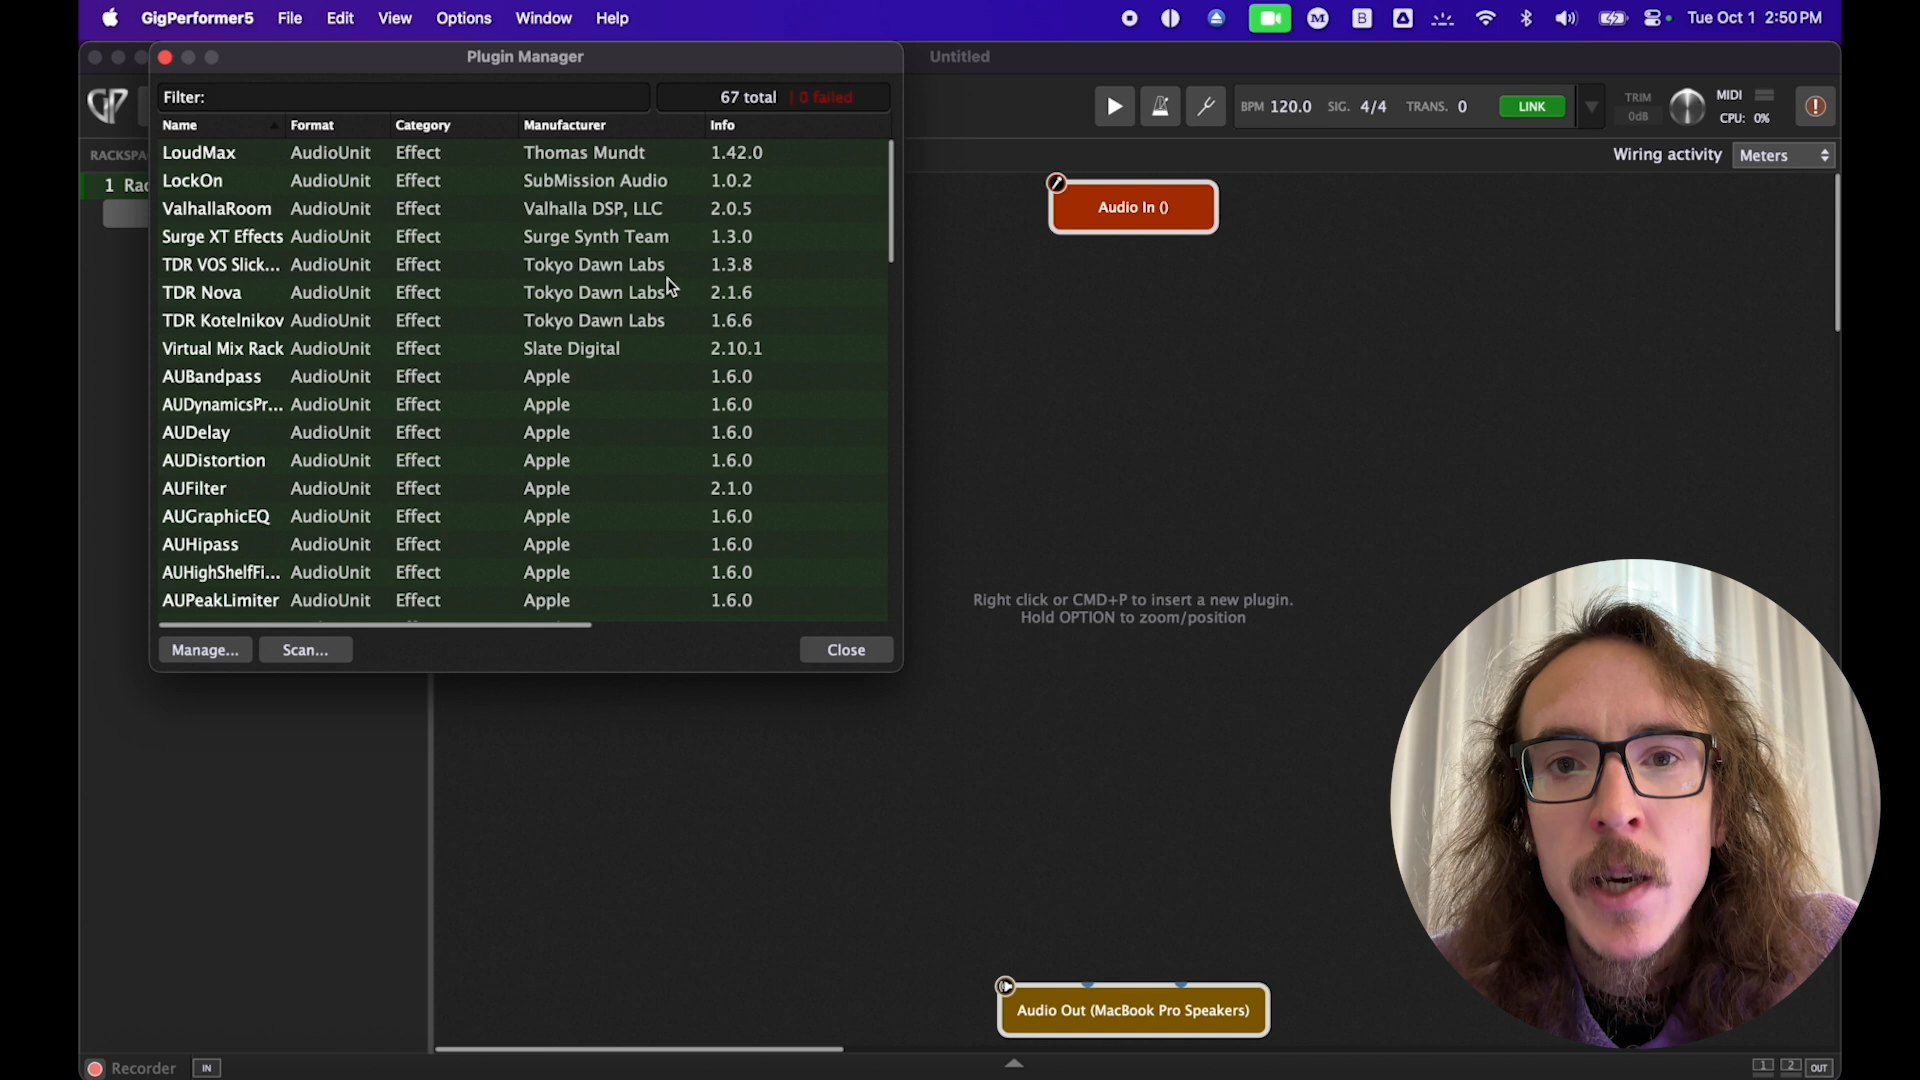 GigPerformer5 File Edit View Options Window Help
M B Tue Oct 1 2:50 PM
Plugin Manager
Untitled
GP
Filter:
67 total | 0 failed
BPM 120.0 SIG. 4/4 TRANS. 0 LINK
TRIM
0dB
MIDI
CPU: 0%
Name Format Category Manufacturer Info
RACKSPA
Wiring activity Meters
LoudMax AudioUnit Effect Thomas Mundt 1.42.0
LockOn AudioUnit Effect SubMission Audio 1.0.2
1 Rac
ValhallaRoom AudioUnit Effect Valhalla DSP, LLC 2.0.5
Audio In ()
Surge XT Effects AudioUnit Effect Surge Synth Team 1.3.0
TDR VOS Slick... AudioUnit Effect Tokyo Dawn Labs 1.3.8
TDR Nova AudioUnit Effect Tokyo Dawn Labs 2.1.6
TDR Kotelnikov AudioUnit Effect Tokyo Dawn Labs 1.6.6
Virtual Mix Rack AudioUnit Effect Slate Digital 2.10.1
AUBandpass AudioUnit Effect Apple 1.6.0
AUDynamicsPr... AudioUnit Effect Apple 1.6.0
AUDelay AudioUnit Effect Apple 1.6.0
AUDistortion AudioUnit Effect Apple 1.6.0
AUFilter AudioUnit Effect Apple 2.1.0
AUGraphicEQ AudioUnit Effect Apple 1.6.0
AUHipass AudioUnit Effect Apple 1.6.0
AUHighShelfFi... AudioUnit Effect Apple 1.6.0
AUPeakLimiter AudioUnit Effect Apple 1.6.0
Right click or CMD+P to insert a new plugin.
Hold OPTION to zoom/position
Manage... Scan... Close
Audio Out (MacBook Pro Speakers)
Recorder IN
1 2 OUT